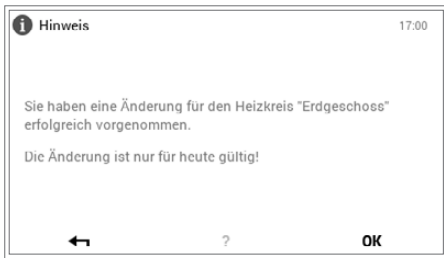 i Hinweis 17:00
Sie haben eine Änderung für den Heizkreis "Erdgeschoss"
erfolgreich vorgenommen.
Die Änderung ist nur für heute gültig!
? OK